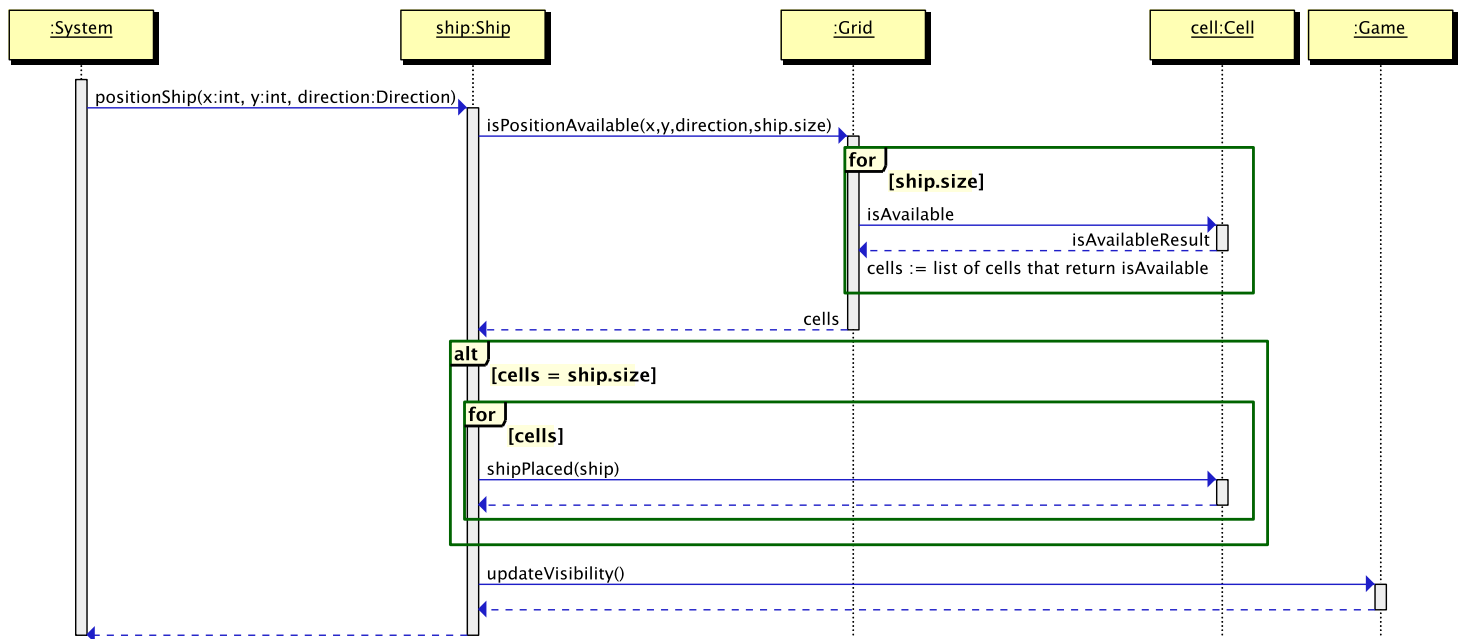 :System
ship:Ship
:Grid
cell:Cell
:Game
positionShip(x:int, y:int, direction:Direction)
isPositionAvailable(x,y,direction,ship.size)
for
[ship.size]
isAvailable
isAvailableResult
cells := list of cells that return isAvailable
cells
alt
[cells = ship.size]
for
[cells]
shipPlaced(ship)
updateVisibility()